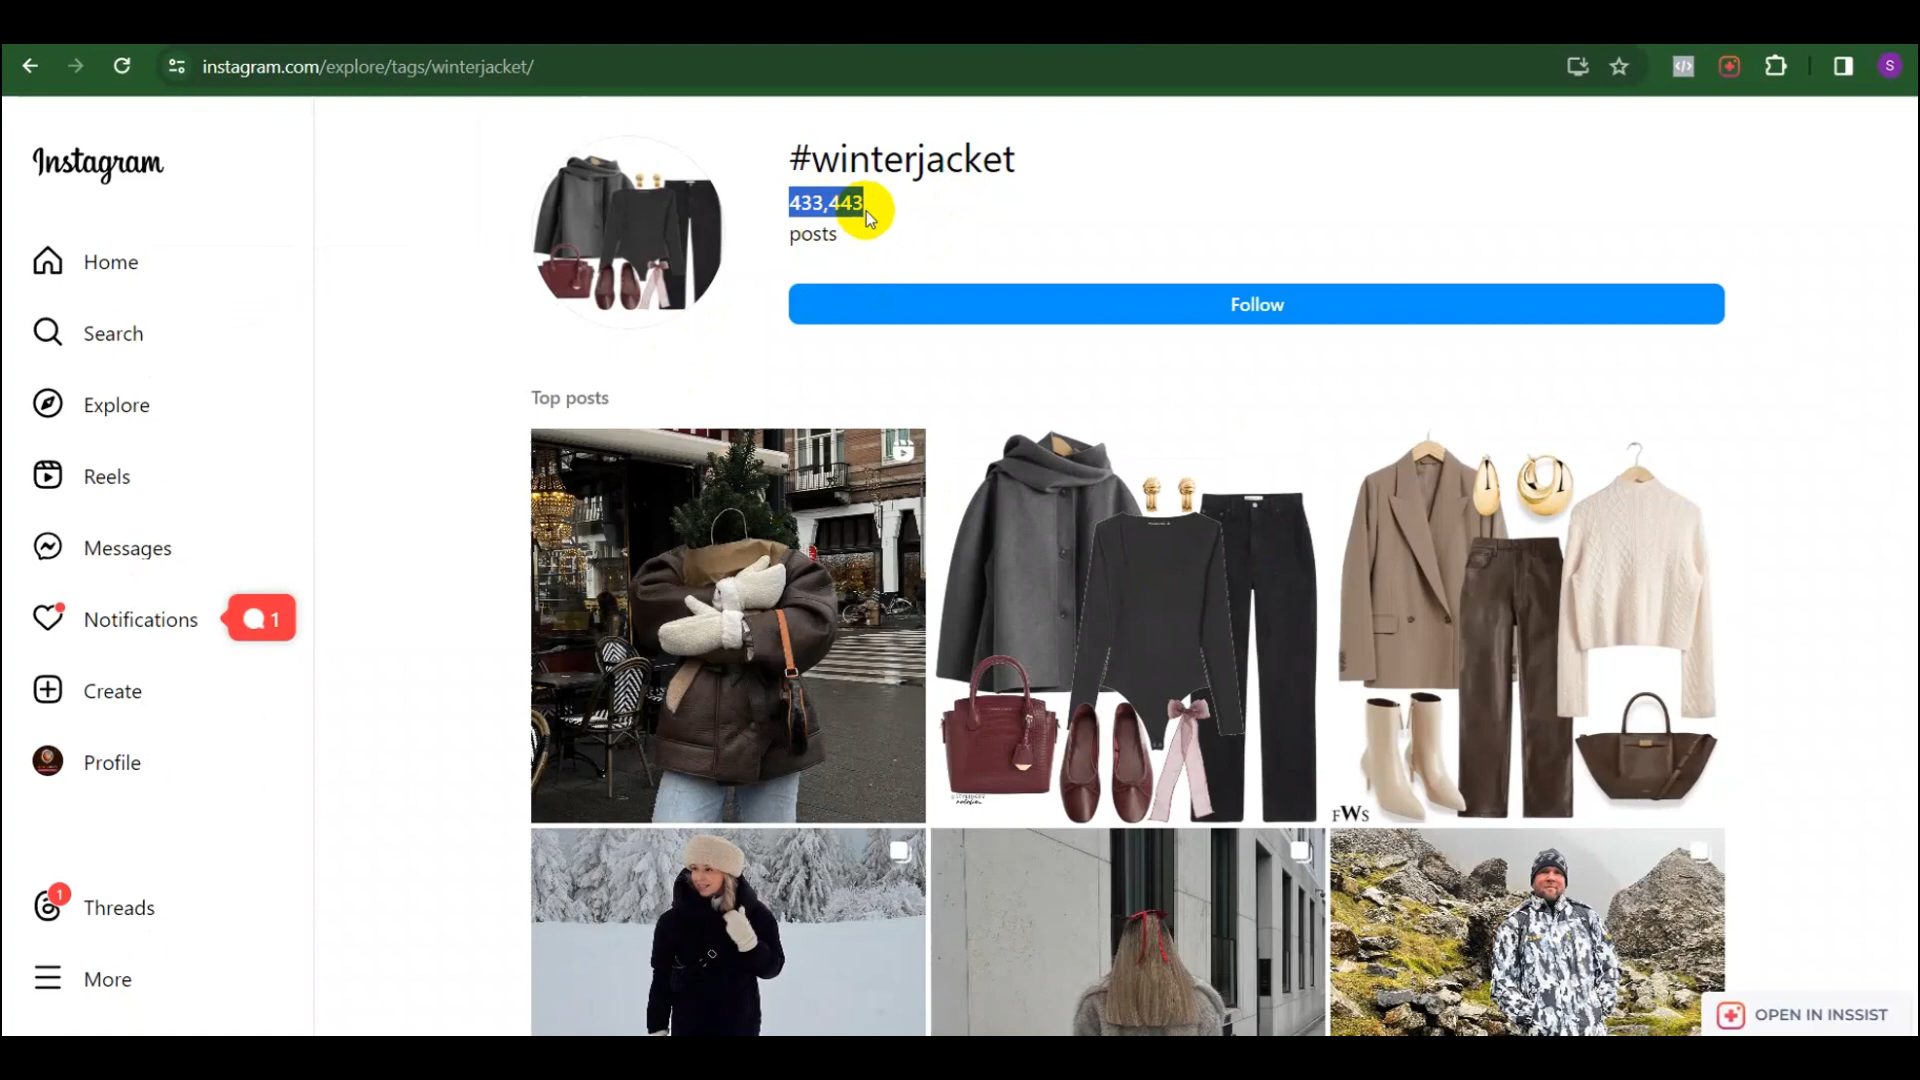 instagram.com/explore/tags/winterjacket/
S
Instagram
Home
Search
Explore
Reels
Messages
Notifications
1
Create
Profile
1
Threads
More
#winterjacket
433,443
posts
Follow
Top posts
FWS
OPEN IN INSSIST